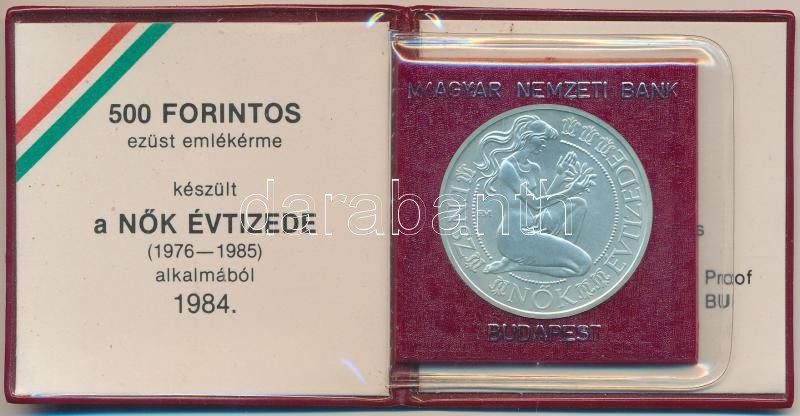 500 FORINTOS
ezüst emlékérme
készült
a NŐK ÉVTIZEDE
(1976—1985)
alkalmából
1984.
MAGYAR NEMZETI BANK
NŐK ÉVTIZEDE
BUDAPEST
Proof
BU
darabanth